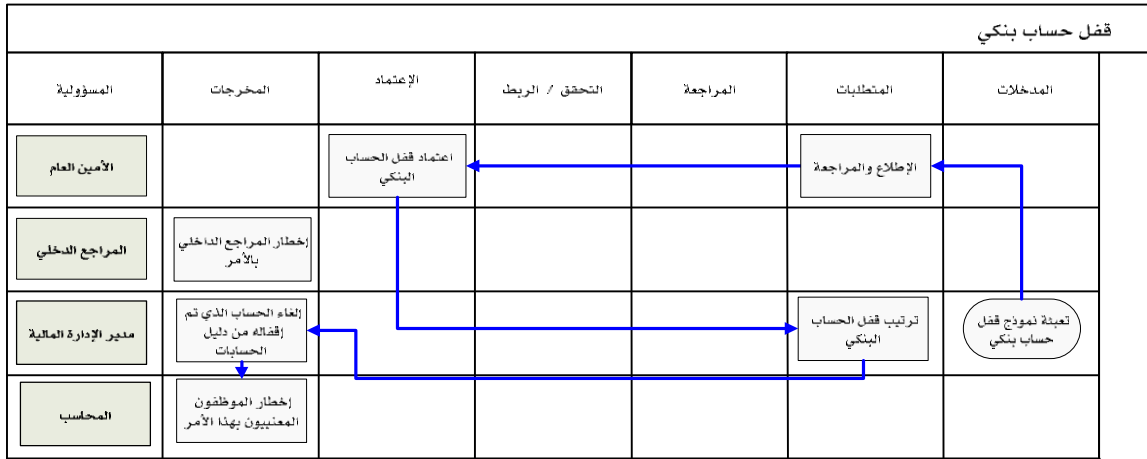 قفل حساب بنكي
المدخلات
المتطلبات
المراجعة
التحقق / الربط
الإعتماد
المخرجات
المسؤولية
الإطلاع والمراجعة
اعتماد قفل الحساب
البنكي
الأمين العام
إخطار المراجع الداخلي
بالأمر
المراجع الدخلي
تعبئة نموذج قفل
حساب بنكي
ترتيب قفل الحساب
البنكي
إلغاء الحساب الذي تم
إقفاله من دليل
الحسابات
مدير الإدارة المالية
إخطار الموظفون
المعنييون بهذا الأمر
المحاسب